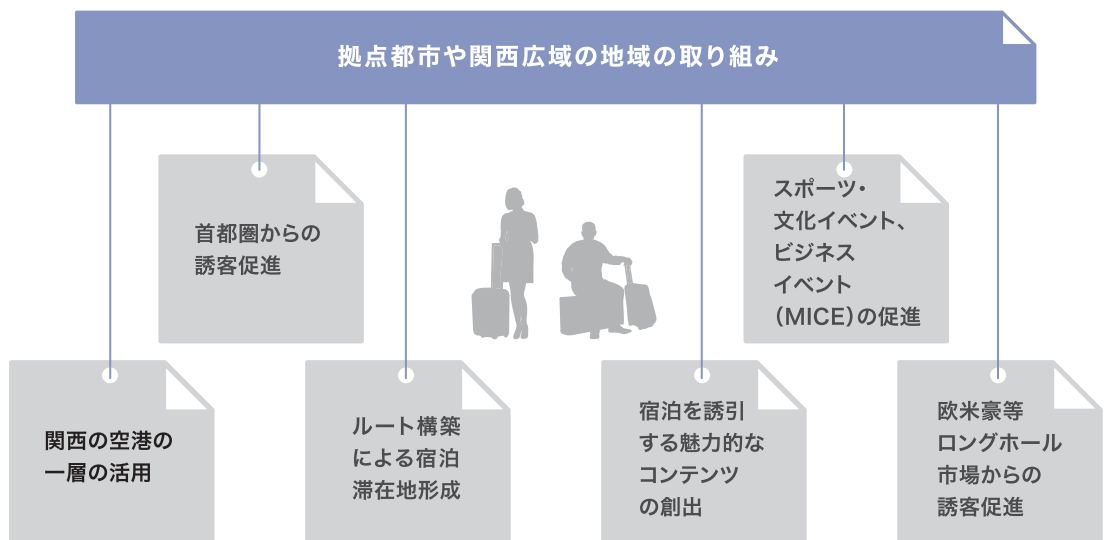 拠点都市や関西広域の地域の取り組み
首都圏からの
誘客促進
スポーツ・
文化イベント、
ビジネス
イベント
（MICE）の促進
関西の空港の
一層の活用
ルート構築
による宿泊
滞在地形成
宿泊を誘引
する魅力的な
コンテンツ
の創出
欧米豪等
ロングホール
市場からの
誘客促進